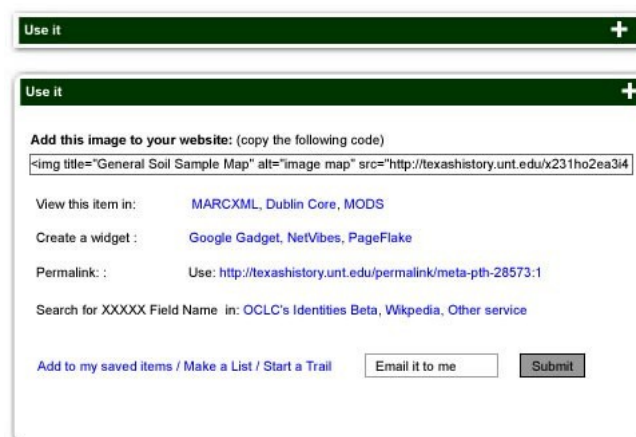 Use it
Use it
Add this image to your website: (copy the following code)
<img title="General Soil Sample Map" alt="image map" src="http://texashistory.unt.edu/x231ho2ea3i4
View this item in: MARCXML, Dublin Core, MODS
Create a widget : Google Gadget, NetVibes, PageFlake
Permalink: : Use: http://texashistory.unt.edu/permalink/meta-pth-28573:1
Search for XXXXX Field Name in: OCLC's Identities Beta, Wikpedia, Other service
Add to my saved items / Make a List / Start a Trail Email it to me Submit